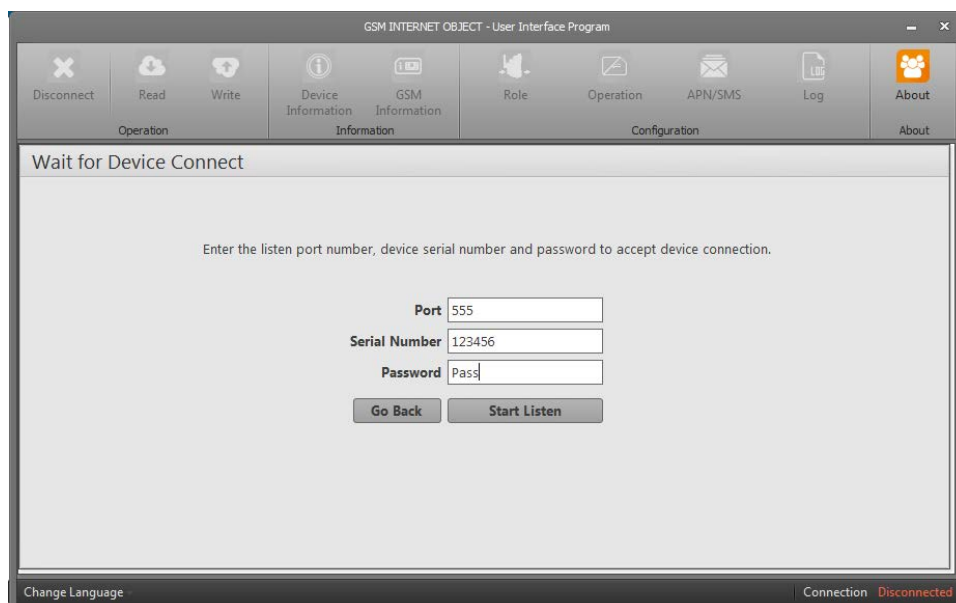 GSM INTERNET OBJECT - User Interface Program
Disconnect Read Write Device Information GSM Information Role Operation APN/SMS Log About
Operation Information Configuration About
Wait for Device Connect
Enter the listen port number, device serial number and password to accept device connection.
Port 555
Serial Number 123456
Password Pass
Go Back Start Listen
Change Language Connection Disconnected